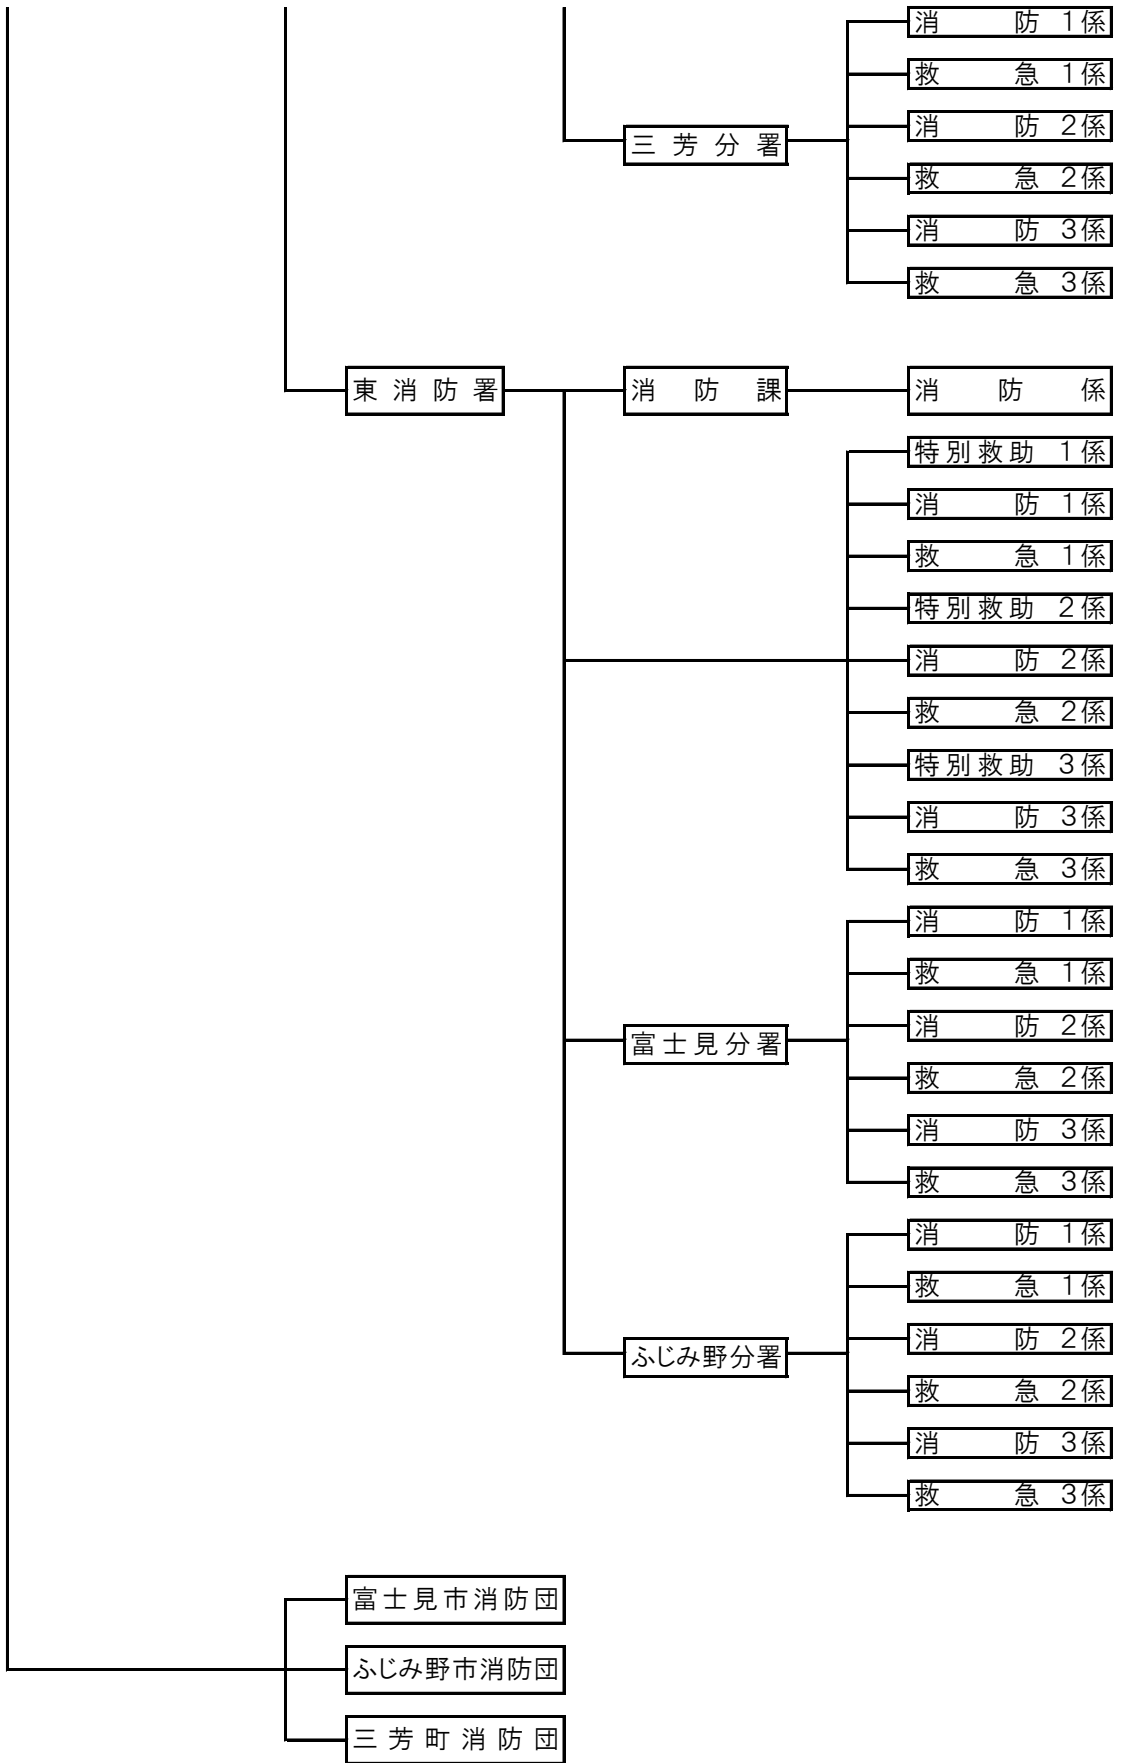 消防1係
救急1係
消防2係
三芳分署
救急2係
消防3係
救急3係
東消防署 消防課 消防係
特別救助 1係
消防1係
救急1係
特別救助 2係
消防2係
救急2係
特別救助 3係
消防3係
救急3係
消防1係
救急1係
消防2係
富士見分署
救急2係
消防3係
救急3係
消防1係
救急1係
消防2係
ふじみ野分署
救急2係
消防3係
救急3係
富士見市消防団
ふじみ野市消防団
三芳町消防団